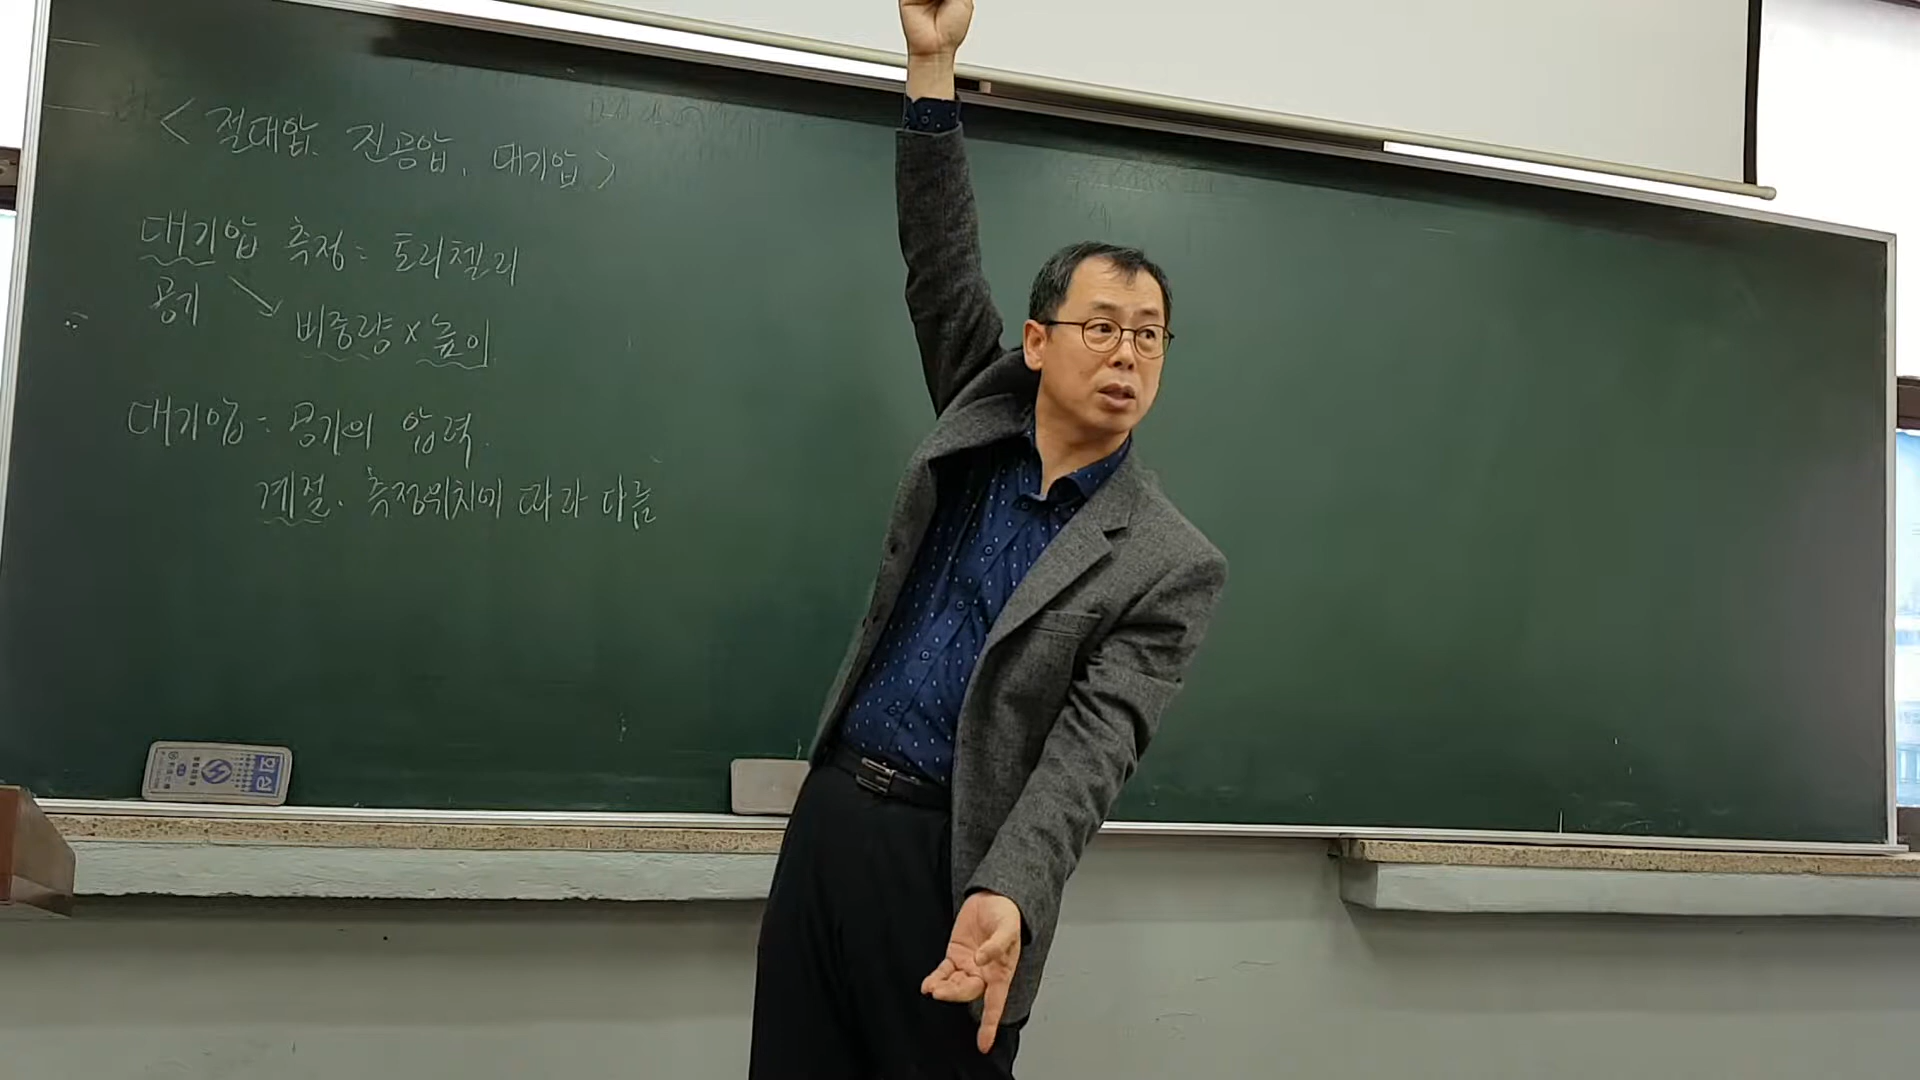 < 절대압, 진공압, 대기압 >
대기압 측정 : 토리첼리
공기
비중량 × 높이
대기압 : 공기의 압력.
계절. 측정위치에 따라 다름
화성